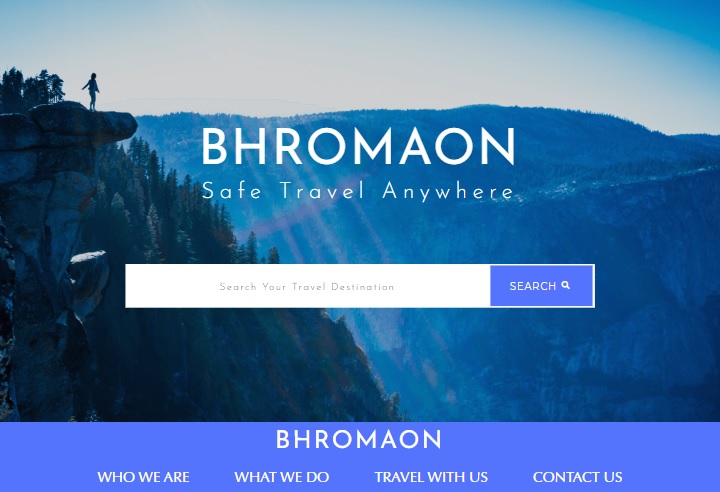 BHROMAON
Safe Travel Anywhere
Search Your Travel Destination
SEARCH
BHROMAON
WHO WE ARE WHAT WE DO TRAVEL WITH US CONTACT US